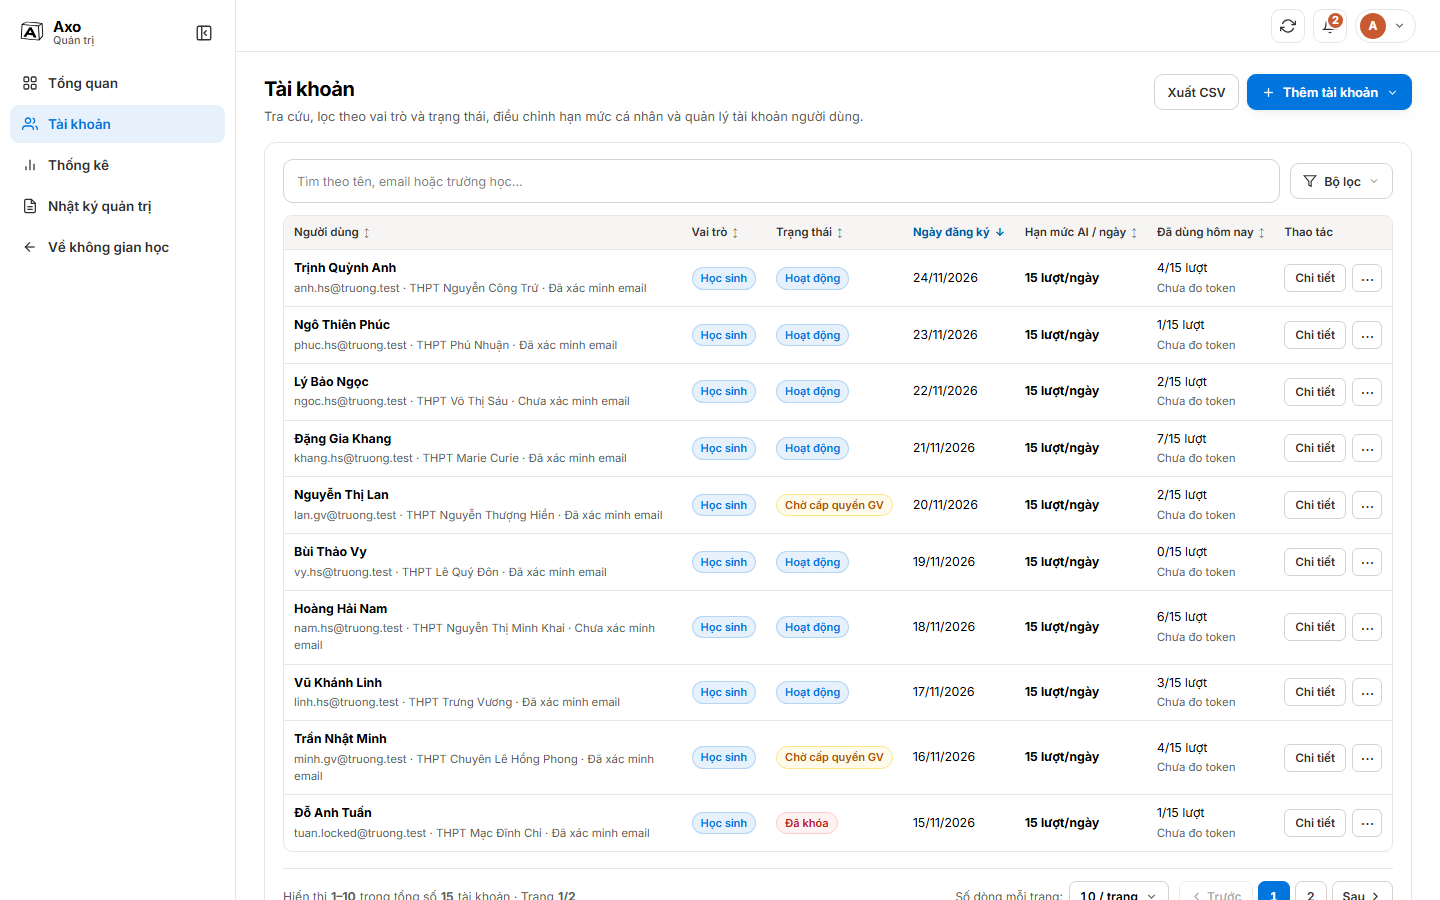 Axo
Quản trị
2
A
Tổng quan
Tài khoản
Thống kê
Nhật ký quản trị
Về không gian học
Tài khoản
Tra cứu, lọc theo vai trò và trạng thái, điều chỉnh hạn mức cá nhân và quản lý tài khoản người dùng.
Xuất CSV
Thêm tài khoản
Tìm theo tên, email hoặc trường học...
Bộ lọc
Người dùng Vai trò Trạng thái Ngày đăng ký Hạn mức AI / ngày Đã dùng hôm nay Thao tác
Trịnh Quỳnh Anh
anh.hs@truong.test · THPT Nguyễn Công Trứ · Đã xác minh email
Học sinh Hoạt động 24/11/2026 15 lượt/ngày
4/15 lượt
Chưa đo token
Chi tiết ...
Ngô Thiên Phúc
phuc.hs@truong.test · THPT Phú Nhuận · Đã xác minh email
Học sinh Hoạt động 23/11/2026 15 lượt/ngày
1/15 lượt
Chưa đo token
Chi tiết ...
Lý Bảo Ngọc
ngoc.hs@truong.test · THPT Võ Thị Sáu · Chưa xác minh email
Học sinh Hoạt động 22/11/2026 15 lượt/ngày
2/15 lượt
Chưa đo token
Chi tiết ...
Đặng Gia Khang
khang.hs@truong.test · THPT Marie Curie · Đã xác minh email
Học sinh Hoạt động 21/11/2026 15 lượt/ngày
7/15 lượt
Chưa đo token
Chi tiết ...
Nguyễn Thị Lan
lan.gv@truong.test · THPT Nguyễn Thượng Hiền · Đã xác minh email
Học sinh Chờ cấp quyền GV 20/11/2026 15 lượt/ngày
2/15 lượt
Chưa đo token
Chi tiết ...
Bùi Thảo Vy
vy.hs@truong.test · THPT Lê Quý Đôn · Đã xác minh email
Học sinh Hoạt động 19/11/2026 15 lượt/ngày
0/15 lượt
Chưa đo token
Chi tiết ...
Hoàng Hải Nam
nam.hs@truong.test · THPT Nguyễn Thị Minh Khai · Chưa xác minh
email
Học sinh Hoạt động 18/11/2026 15 lượt/ngày
6/15 lượt
Chưa đo token
Chi tiết ...
Vũ Khánh Linh
linh.hs@truong.test · THPT Trưng Vương · Đã xác minh email
Học sinh Hoạt động 17/11/2026 15 lượt/ngày
3/15 lượt
Chưa đo token
Chi tiết ...
Trần Nhật Minh
minh.gv@truong.test · THPT Chuyên Lê Hồng Phong · Đã xác minh
email
Học sinh Chờ cấp quyền GV 16/11/2026 15 lượt/ngày
4/15 lượt
Chưa đo token
Chi tiết ...
Đỗ Anh Tuấn
tuan.locked@truong.test · THPT Mạc Đĩnh Chi · Đã xác minh email
Học sinh Đã khóa 15/11/2026 15 lượt/ngày
1/15 lượt
Chưa đo token
Chi tiết ...
Hiển thị 1–10 trong tổng số 15 tài khoản · Trang 1/2
Số dòng mỗi trang: 10 / trang Trước 1 2 Sau